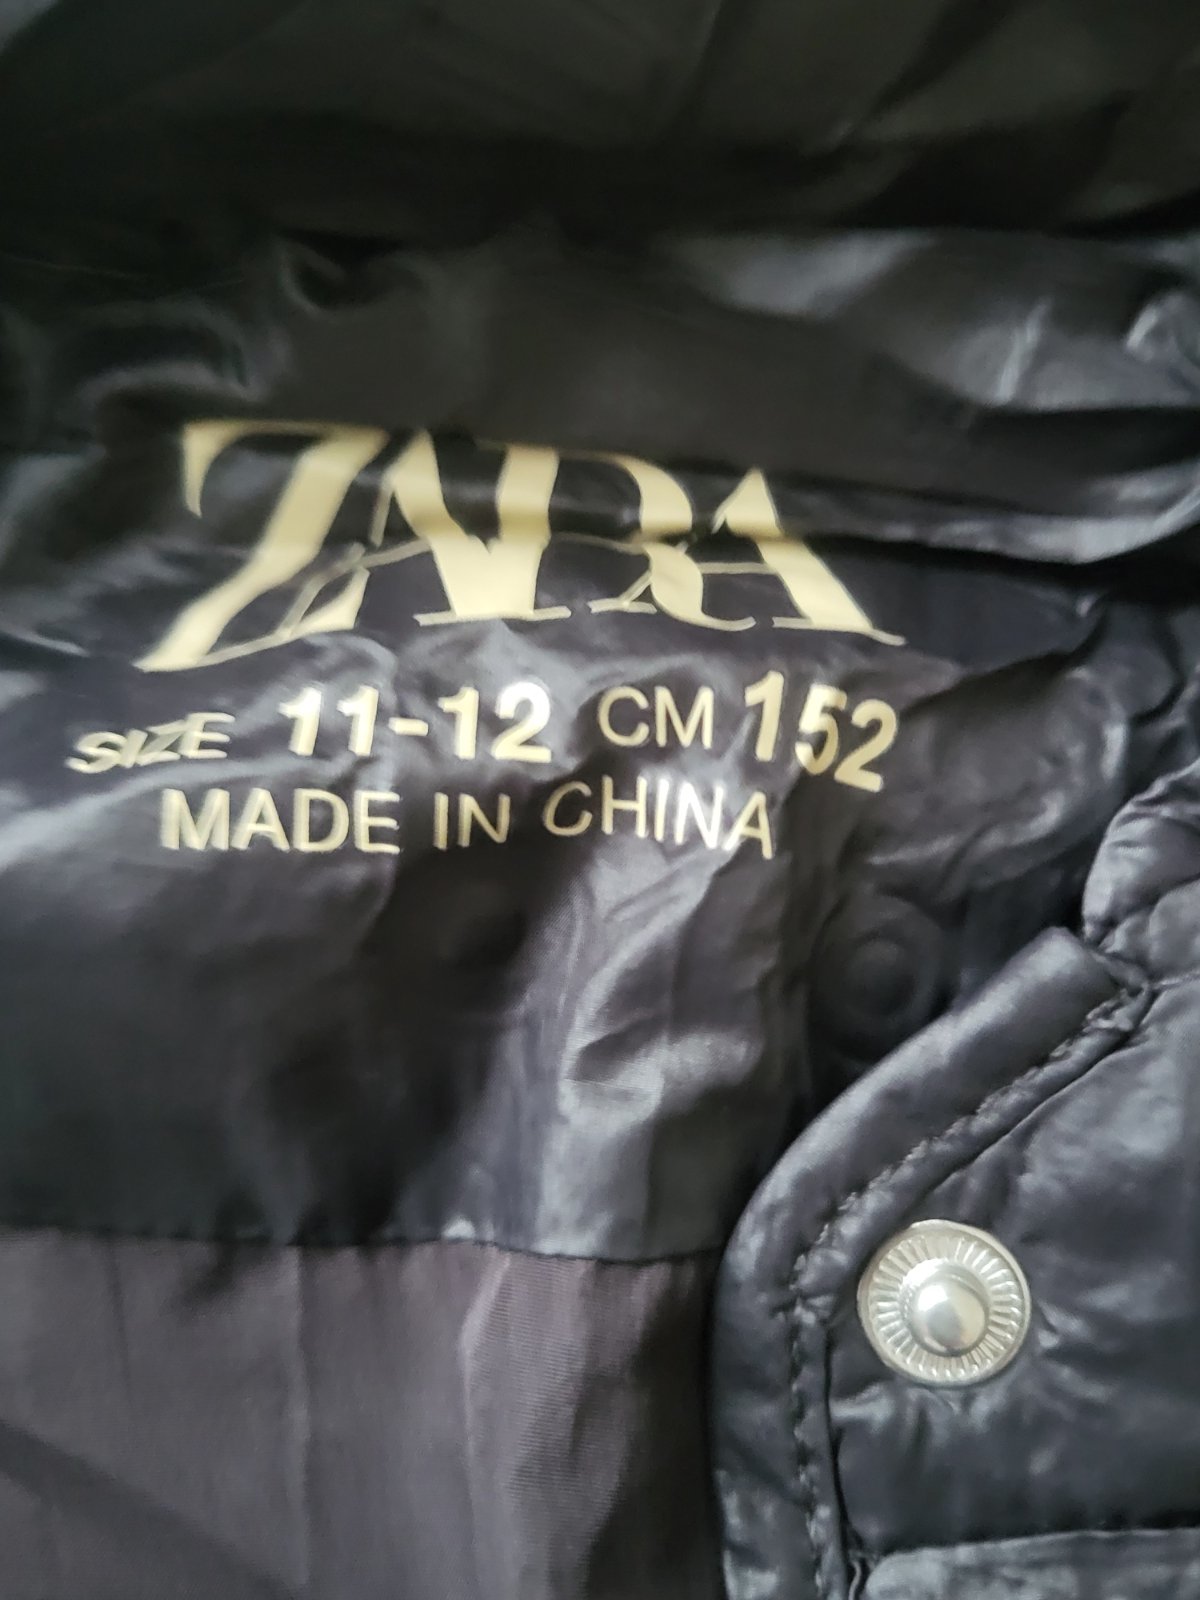 ZARA
SIZE 11-12 CM 152
MADE IN CHINA